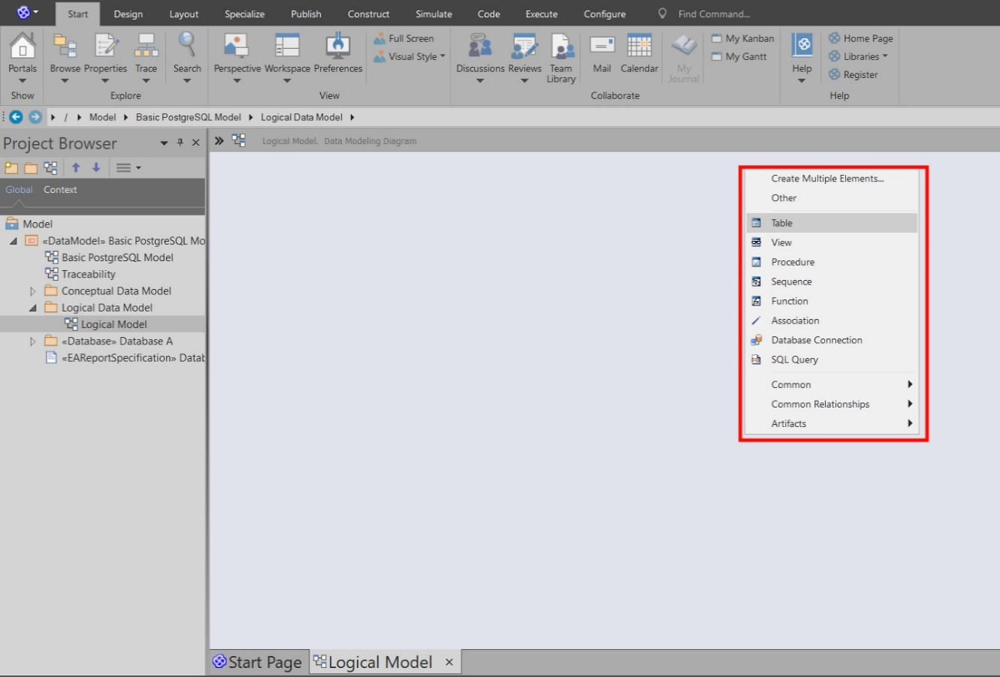 Start Design Layout Specialize Publish Construct Simulate Code Execute Configure Find Command...
Portals
Browse Properties Trace Search
Perspective Workspace Preferences
Full Screen
Visual Style
Discussions Reviews Team Library
Mail Calendar My Journal
My Kanban
My Gantt
Help
Home Page
Libraries
Register
Show Explore View Collaborate Help
/ Model Basic PostgreSQL Model Logical Data Model
Project Browser
Logical Model. Data Modeling Diagram
Global Context
Model
«DataModel» Basic PostgreSQL Mo
Basic PostgreSQL Model
Traceability
Conceptual Data Model
Logical Data Model
Logical Model
«Database» Database A
«EAReportSpecification» Datab
Create Multiple Elements...
Other
Table
View
Procedure
Sequence
Function
Association
Database Connection
SQL Query
Common
Common Relationships
Artifacts
Start Page Logical Model ×